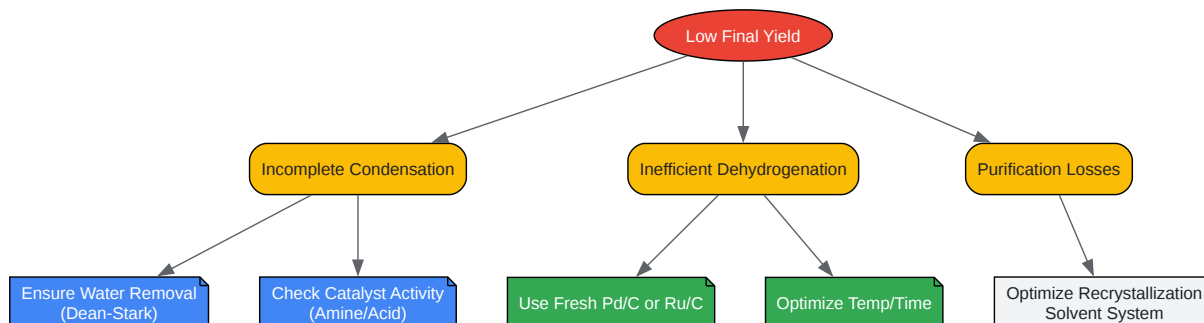 Low Final Yield
Incomplete Condensation
Inefficient Dehydrogenation
Purification Losses
Ensure Water Removal
(Dean-Stark)
Check Catalyst Activity
(Amine/Acid)
Use Fresh Pd/C or Ru/C
Optimize Temp/Time
Optimize Recrystallization
Solvent System